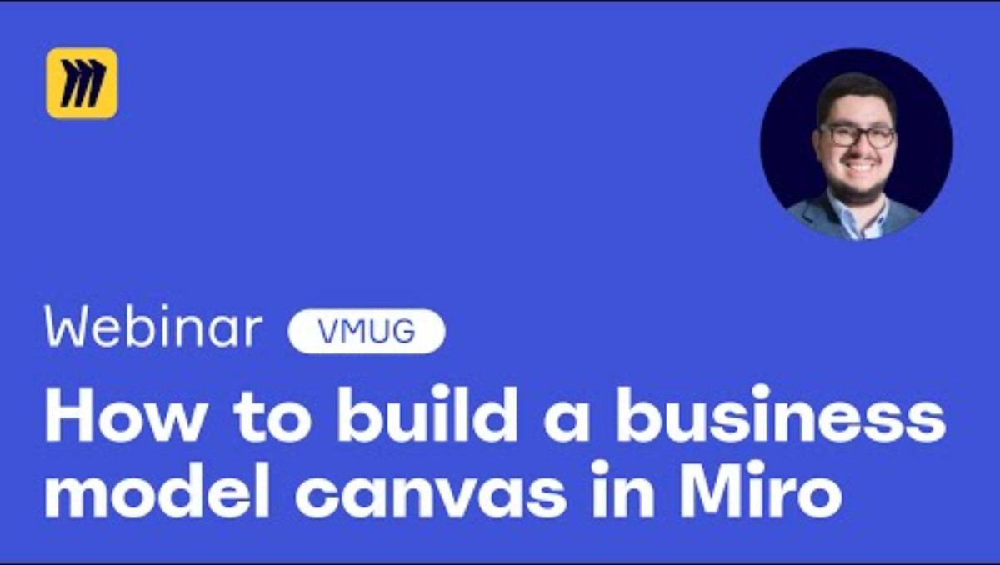 Webinar VMUG
How to build a business
model canvas in Miro